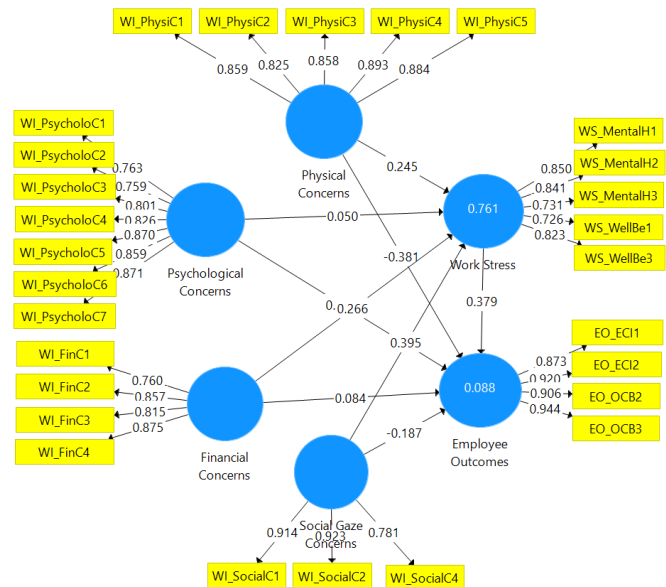 WI_PhysiC1 WI_PhysiC2 WI_PhysiC3 WI_PhysiC4 WI_PhysiC5
0.859 0.825 0.858 0.893 0.884
Physical
Concerns
WI_PsycholoC1
WI_PsycholoC2
WI_PsycholoC3
WI_PsycholoC4
WI_PsycholoC5
WI_PsycholoC6
WI_PsycholoC7
0.763
0.759
0.801
0.826
0.870
0.859
0.871
Psychological
Concerns
0.245
0.050
-0.381
0.266
0.395
0.379
0.084
-0.187
0.761
Work Stress
WS_MentalH1
WS_MentalH2
WS_MentalH3
WS_WellBe1
WS_WellBe3
0.850
0.841
0.731
0.726
0.823
WI_FinC1
WI_FinC2
WI_FinC3
WI_FinC4
0.760
0.857
0.815
0.875
Financial
Concerns
0.088
Employee
Outcomes
EO_ECI1
EO_ECI2
EO_OCB2
EO_OCB3
0.873
0.920
0.906
0.944
Social Gaze
Concerns
0.914 0.923 0.781
WI_SocialC1 WI_SocialC2 WI_SocialC4